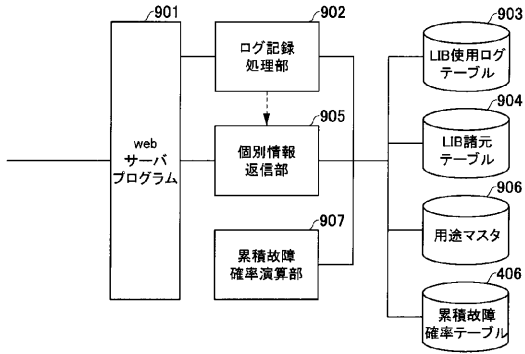 901
web
サーバ
プログラム
902
ログ記録
処理部
905
個別情報
返信部
907
累積故障
確率演算部
903
LIB使用ログ
テーブル
904
LIB諸元
テーブル
906
用途マスタ
406
累積故障
確率テーブル